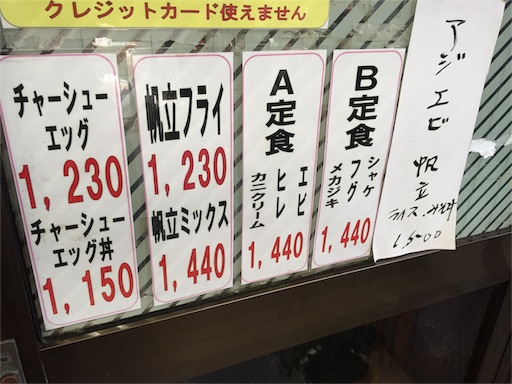 クレジットカード使えません
チャーシュー
エッグ
1,230
チャーシュー
エッグ丼
1,150
帆立フライ
1,230
帆立ミックス
1,440
A定食
エビ
ヒレ
カニクリーム
1,440
B定食
シャケ
フグ
メカジキ
1,440
アジ エビ 帆立
ライス
1,500